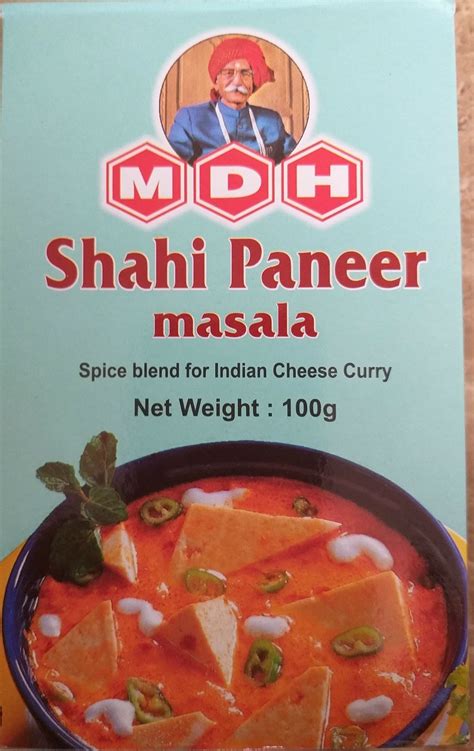 MDH
Shahi Paneer
masala
Spice blend for Indian Cheese Curry
Net Weight : 100g